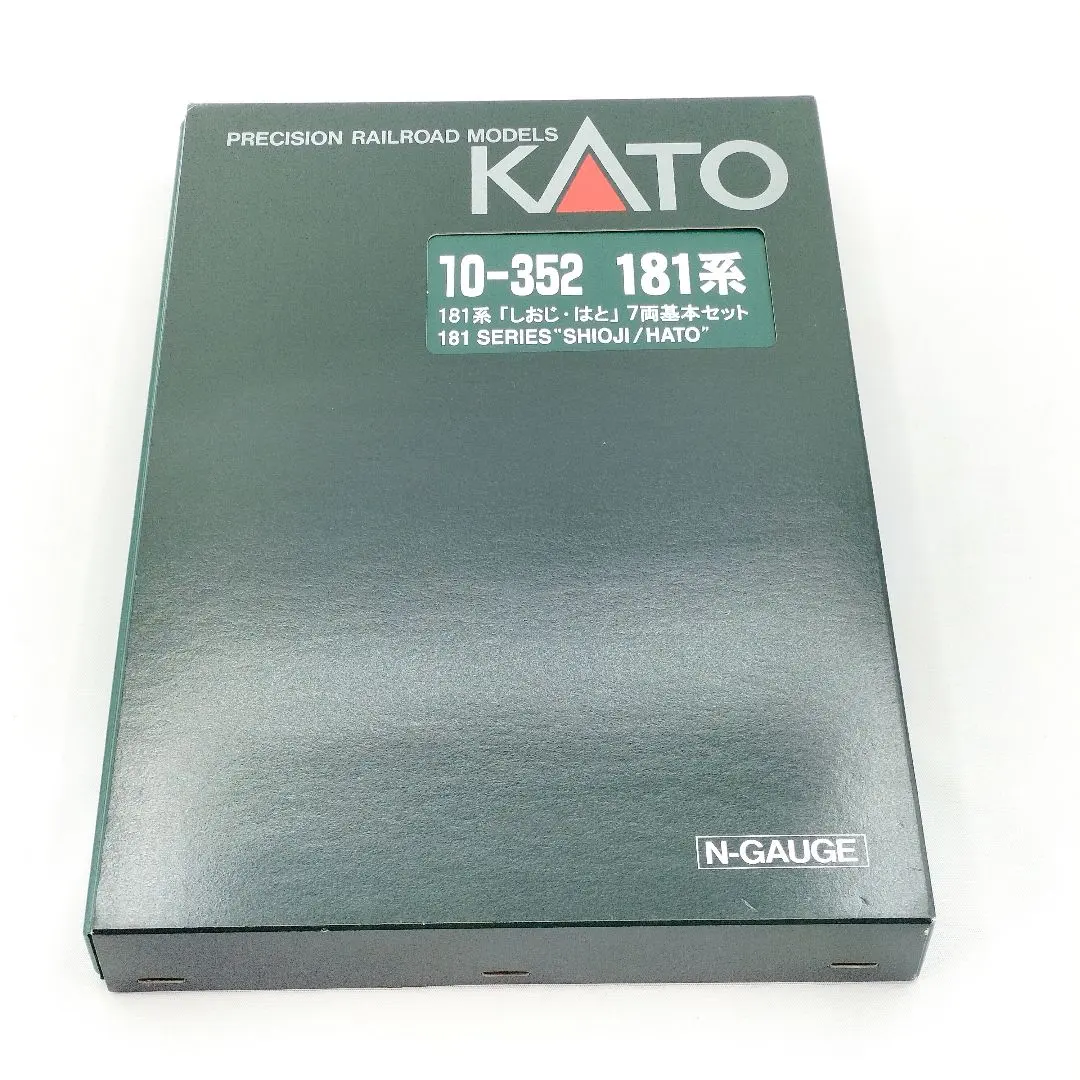 PRECISION RAILROAD MODELS
KATO
10-352 181系
181系「しおじ・はと」7両基本セット
181 SERIES "SHIOJI/HATO"
N-GAUGE